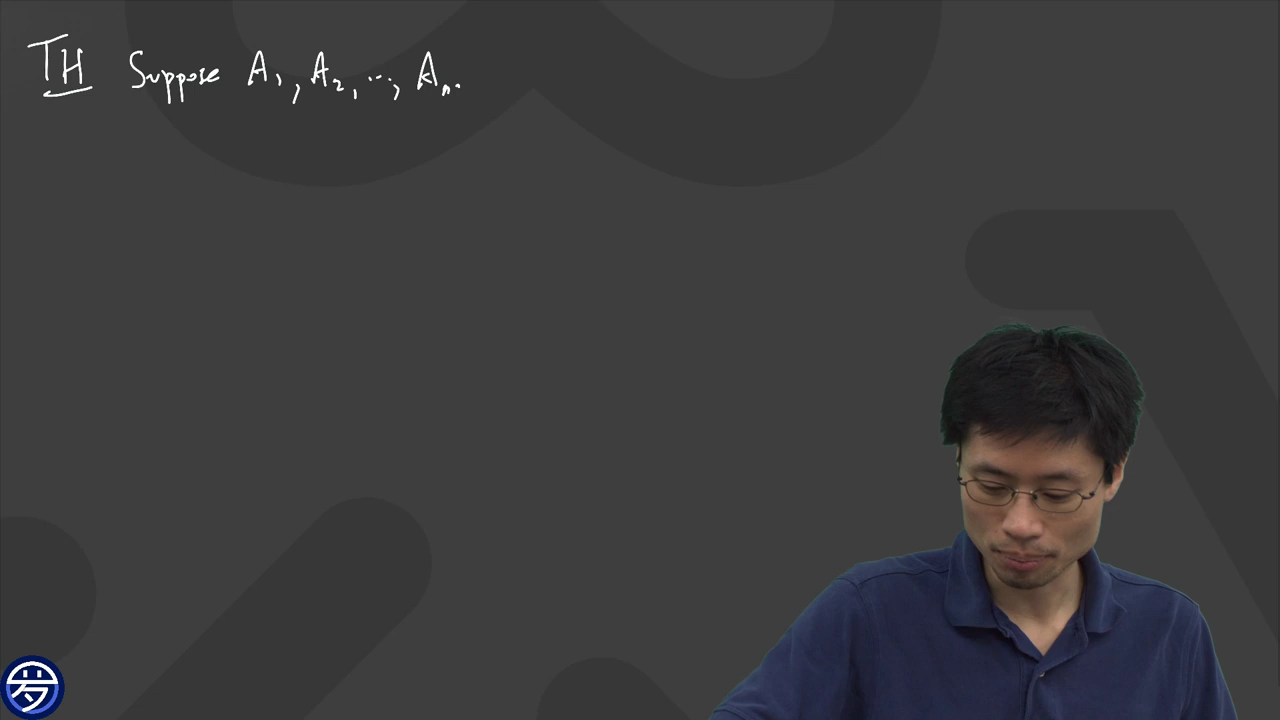 TH Suppose A₁, A₂, ..., Aₙ.